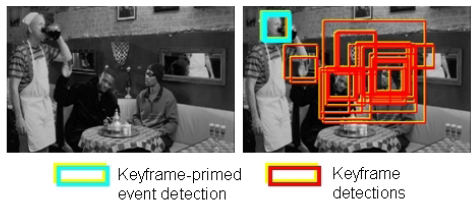 Keyframe-primed
event detection
Keyframe
detections